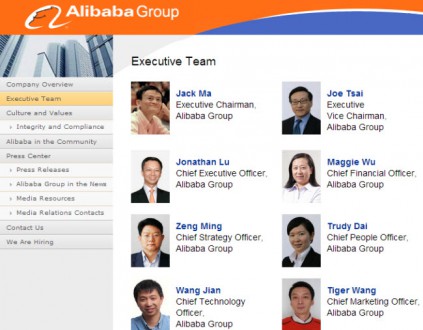 Alibaba Group
Executive Team
Company Overview
Executive Team
Culture and Values
Integrity and Compliance
Alibaba in the Community
Press Center
Press Releases
Alibaba Group in the News
Media Resources
Media Relations Contacts
Contact Us
We Are Hiring
Jack Ma
Executive Chairman,
Alibaba Group
Joe Tsai
Executive
Vice Chairman,
Alibaba Group
Jonathan Lu
Chief Executive Officer,
Alibaba Group
Maggie Wu
Chief Financial Officer,
Alibaba Group
Zeng Ming
Chief Strategy Officer,
Alibaba Group
Trudy Dai
Chief People Officer,
Alibaba Group
Wang Jian
Chief Technology
Officer,
Alibaba Group
Tiger Wang
Chief Marketing Officer,
Alibaba Group